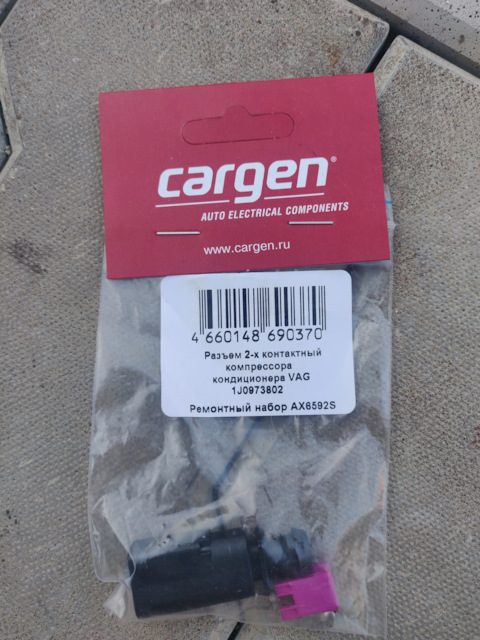 cargen®
AUTO ELECTRICAL COMPONENTS
www.cargen.ru
4 660148 690370
Разъем 2-х контактный
компрессора
кондиционера VAG
1J0973802
Ремонтный набор AX6592S